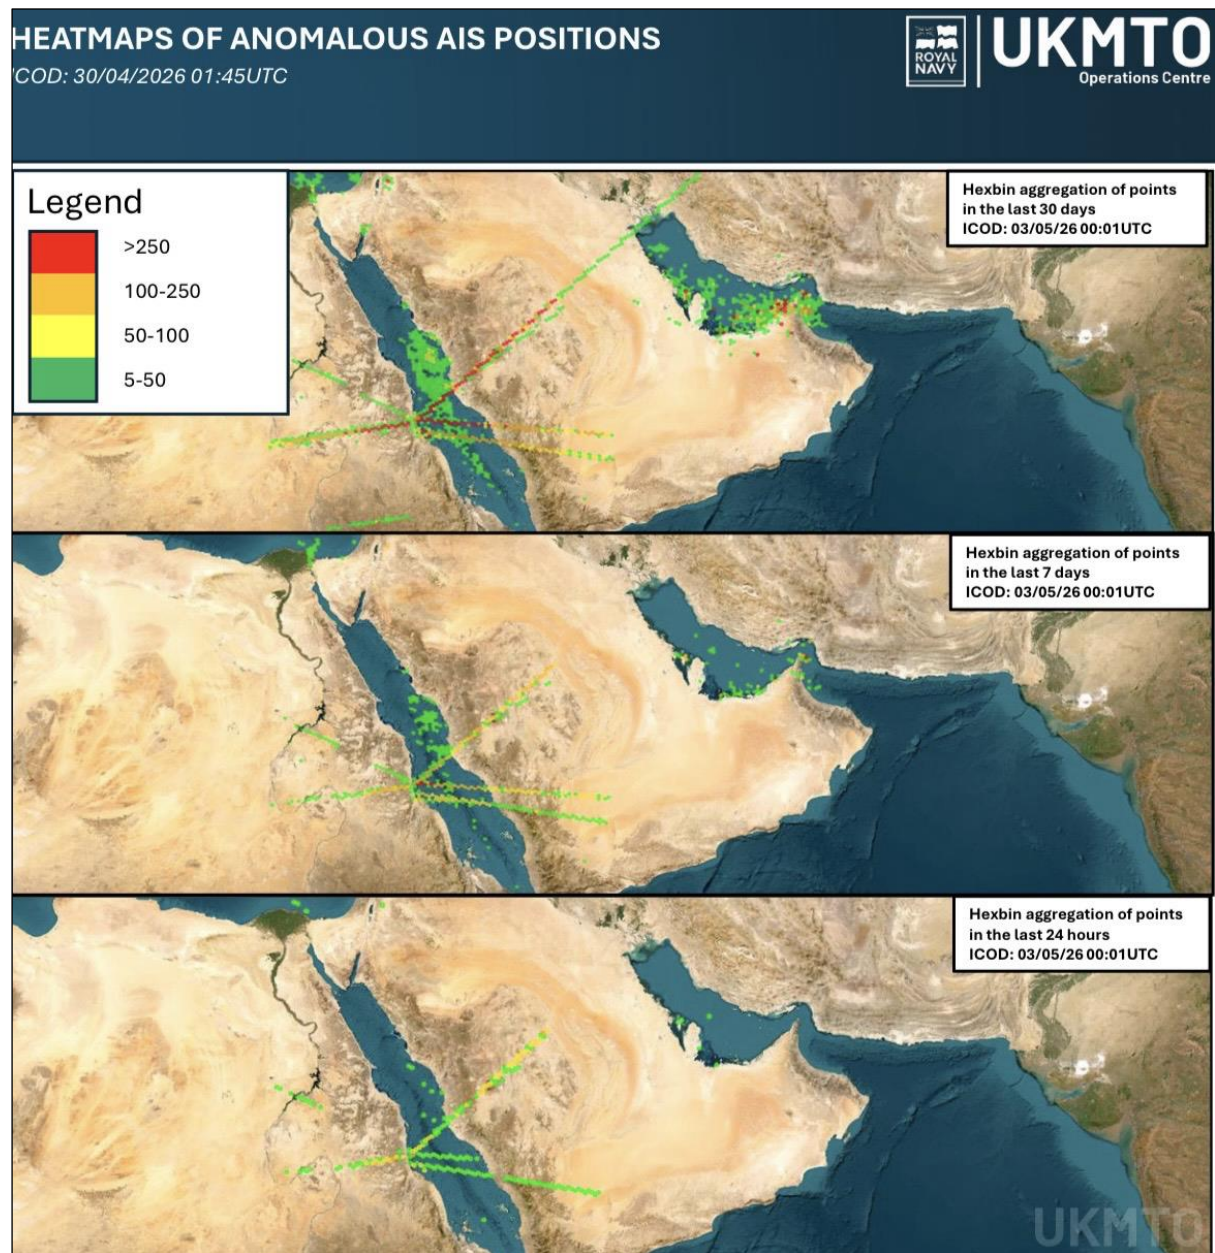 HEATMAPS OF ANOMALOUS AIS POSITIONS
ICOD: 30/04/2026 01:45UTC
ROYAL
NAVY
UKMTO
Operations Centre
Legend
>250
100-250
50-100
5-50
Hexbin aggregation of points
in the last 30 days
ICOD: 03/05/26 00:01UTC
Hexbin aggregation of points
in the last 7 days
ICOD: 03/05/26 00:01UTC
Hexbin aggregation of points
in the last 24 hours
ICOD: 03/05/26 00:01UTC
UKMTO